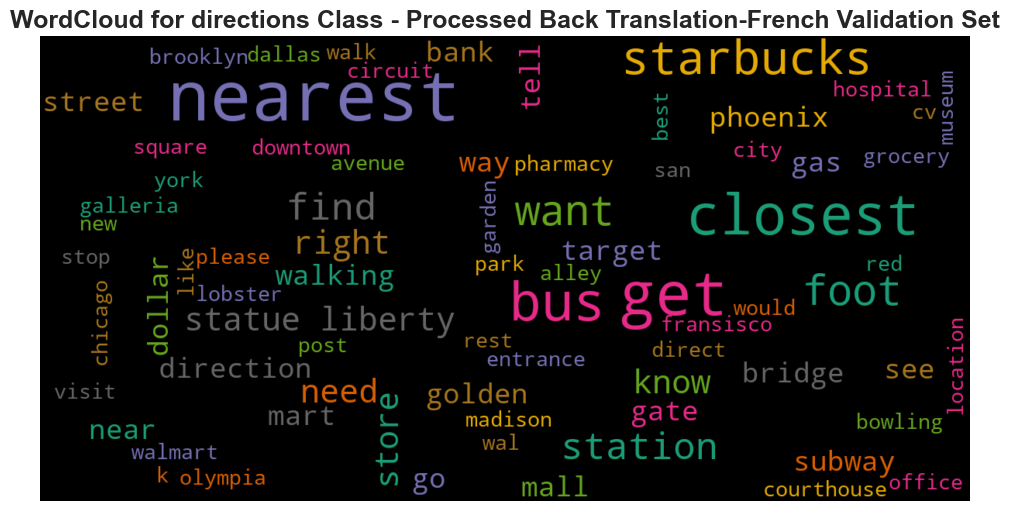 WordCloud for directions Class - Processed Back Translation-French Validation Set
brooklyn
dallas
walk
bank
tell
starbucks
circuit
nearest
street
hospital
best
phoenix
cv
museum
square
downtown
avenue
way
pharmacy
city
gas
grocery
san
york
galleria
new
find
right
garden
want
closest
target
stop
please
like
walking
park
alley
red
foot
lobster
dollar
chicago
statue liberty
bus
get
would
fransisco
post
rest
entrance
direct
location
direction
bridge
see
visit
need
know
golden
mart
store
madison
gate
bowling
near
wal
station
walmart
subway
k
olympia
go
mall
courthouse
office